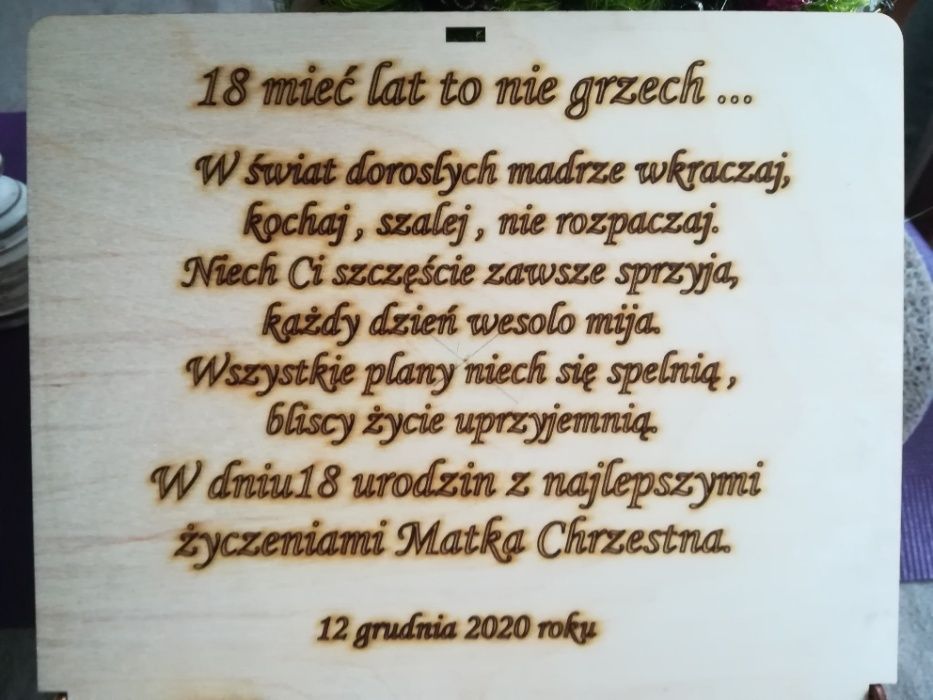 18 mieć lat to nie grzech ...
W świat doroslych madrze wkraczaj,
kochaj , szalej , nie rozpaczaj.
Niech Ci szczęście zawsze sprzyja,
każdy dzień wesolo mija.
Wszystkie plany niech się spelnią ,
bliscy życie uprzyjemnią.
W dniu18 urodzin z najlepszymi
życzeniami Matka Chrzestna.
12 grudnia 2020 roku